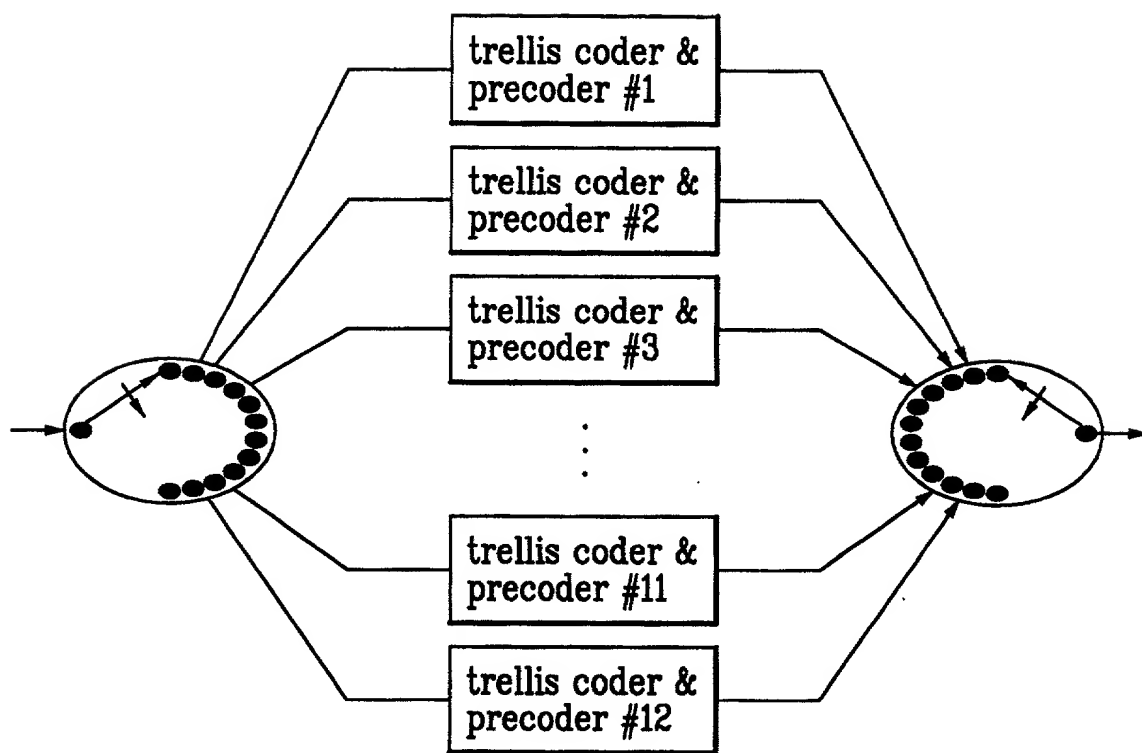 trellis coder &
precoder #1
trellis coder &
precoder #2
trellis coder &
precoder #3
trellis coder &
precoder #11
trellis coder &
precoder #12